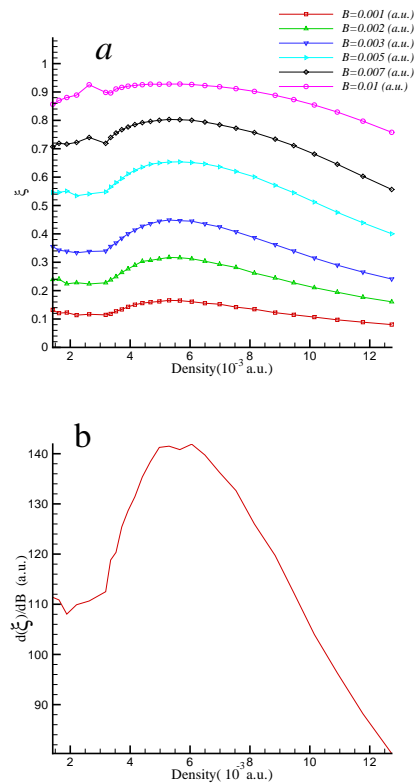 B=0.001 (a.u.)
B=0.002 (a.u.)
B=0.003 (a.u.)
B=0.005 (a.u.)
B=0.007 (a.u.)
B=0.01 (a.u.)
a
1
0.9
0.8
0.7
0.6
0.5
0.4
0.3
0.2
0.1
0
ξ
2 4 6 8 10 12
Density(10⁻³ a.u.)
b
140
130
120
110
100
90
d(ξ)/dB (a.u.)
2 4 6 8 10 12
Density(10⁻³ a.u.)